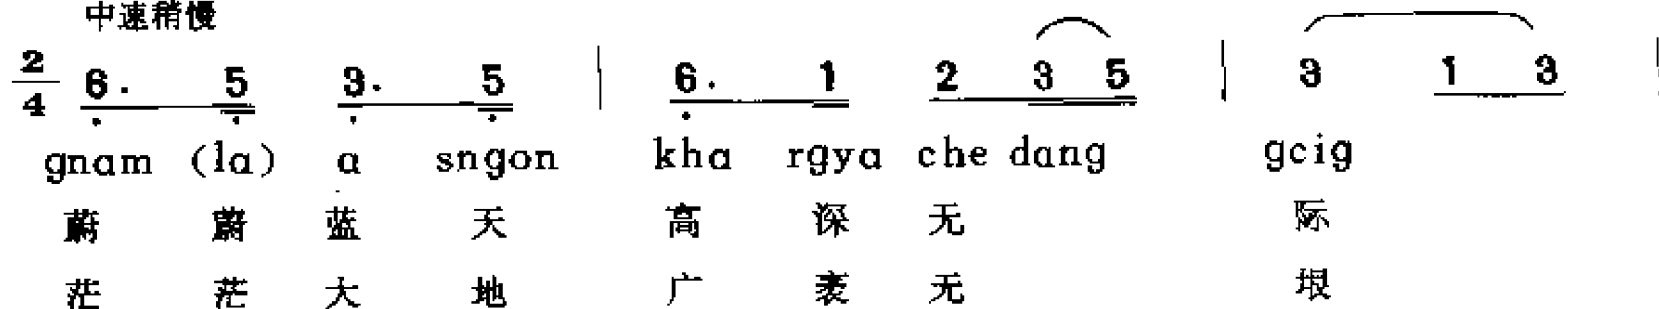 中速稍慢
2/4 6. 5 3. 5 | 6. 1 2 3 5 | 3 1 3 |
gnam (la) a sngon kha rgya che dang gcig
蔚 蔚 蓝 天 高 深 无 际
茫 茫 大 地 广 袤 无 垠